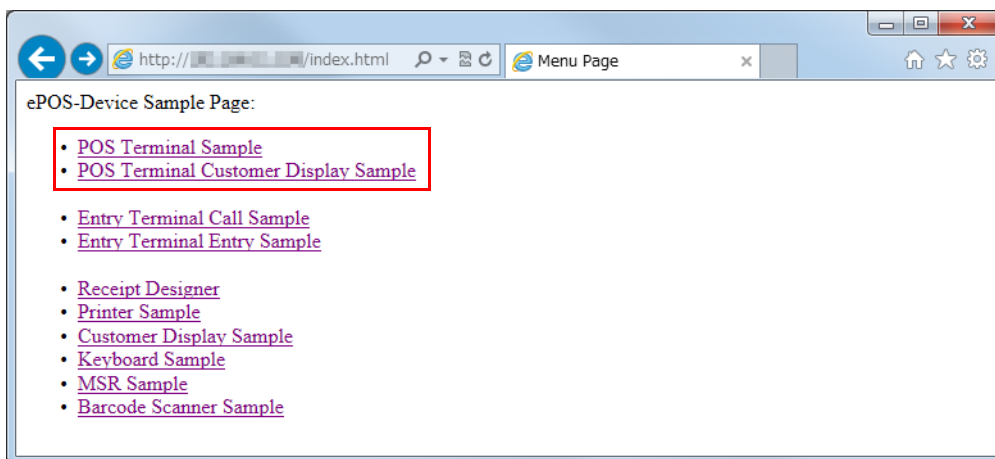 http:// /index.html
Menu Page
ePOS-Device Sample Page:
• POS Terminal Sample
• POS Terminal Customer Display Sample
• Entry Terminal Call Sample
• Entry Terminal Entry Sample
• Receipt Designer
• Printer Sample
• Customer Display Sample
• Keyboard Sample
• MSR Sample
• Barcode Scanner Sample